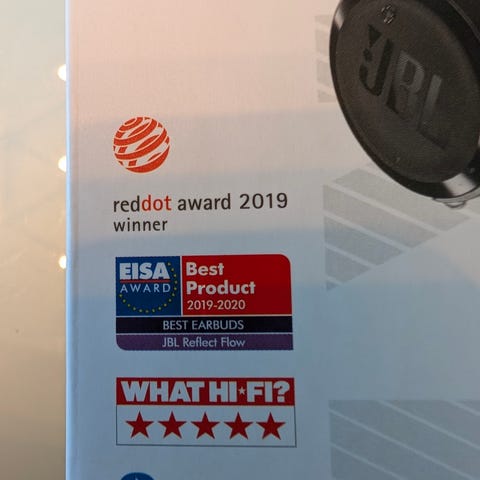 JBL
reddot award 2019
winner
EISA
AWARD
Best
Product
2019-2020
BEST EARBUDS
JBL Reflect Flow
WHAT HI★FI?
★★★★★